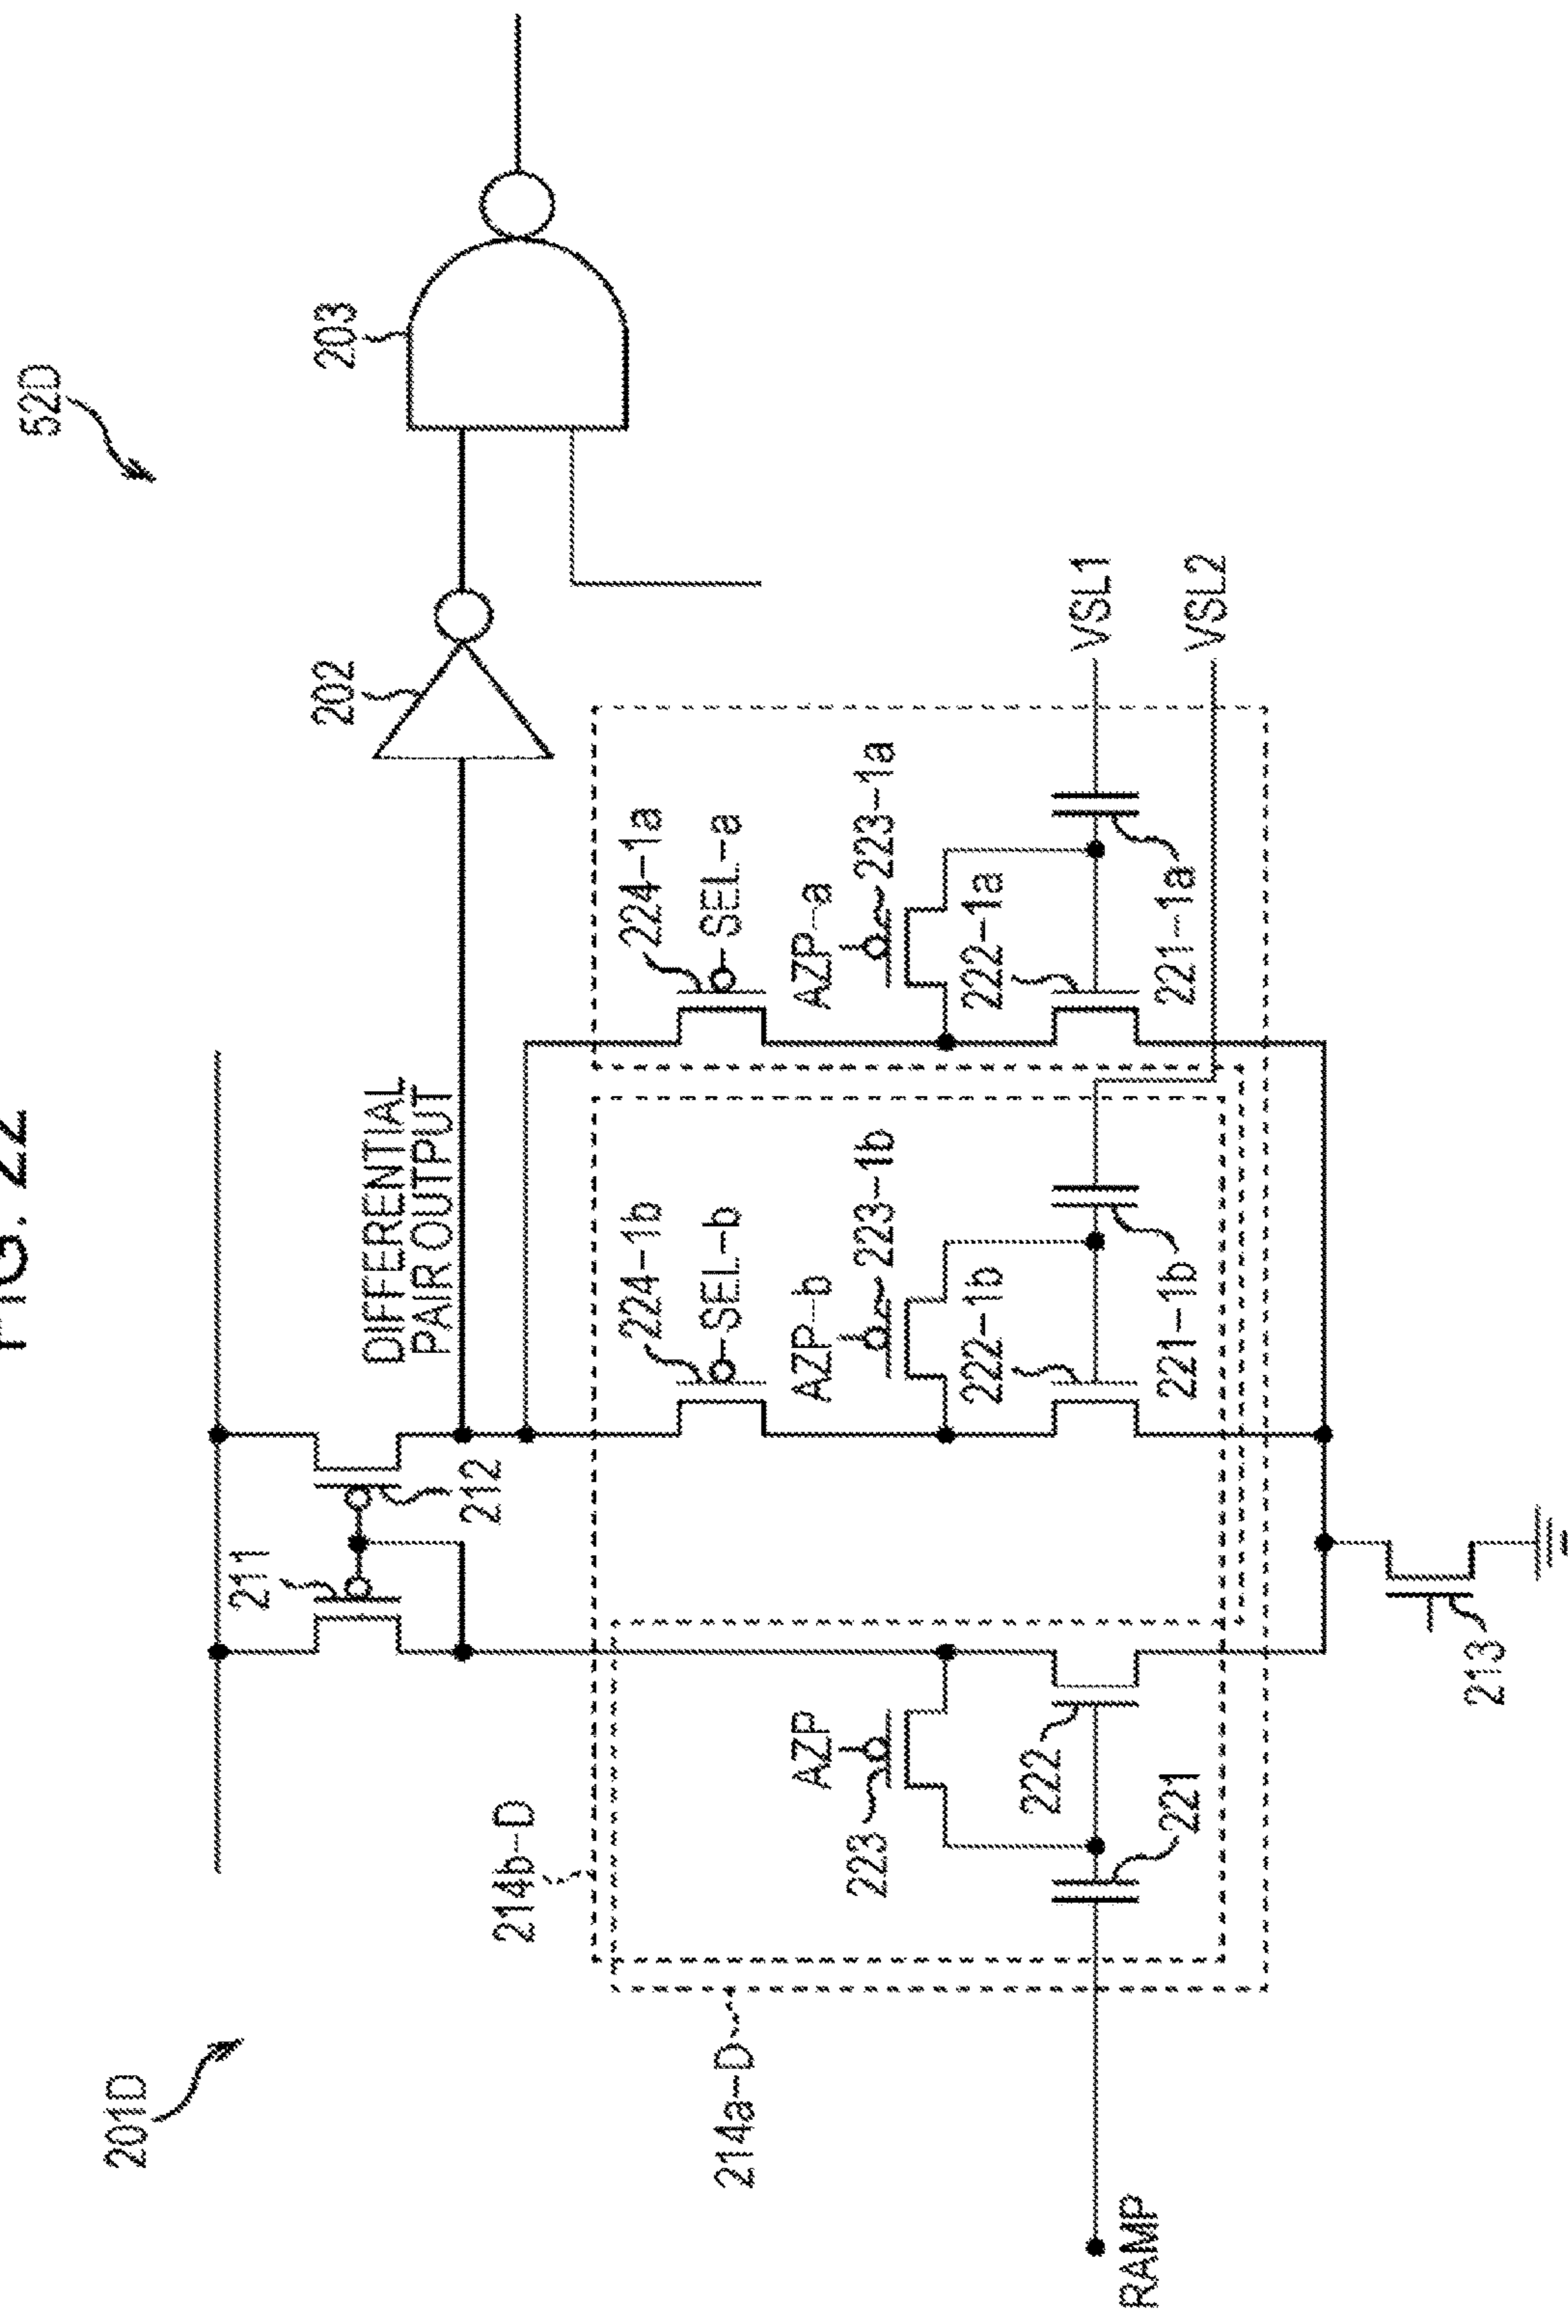 FIG. 22
201D
52D
211
212
DIFFERENTIAL
PAIR OUTPUT
202
203
214b-D
214a-D
224-1b
SEL-b
224-1a
SEL-a
AZP
223
AZP-b
223-1b
AZP-a
223-1a
222
222-1b
222-1a
221
221-1b
221-1a
VSL1
VSL2
RAMP
213